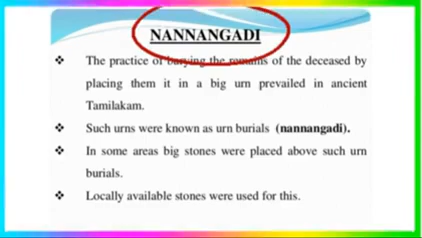 NANNANGADI
❖ The practice of burying the remains of the deceased by
placing them it in a big urn prevailed in ancient
Tamilakam.
❖ Such urns were known as urn burials (nannangadi).
❖ In some areas big stones were placed above such urn
burials.
❖ Locally available stones were used for this.